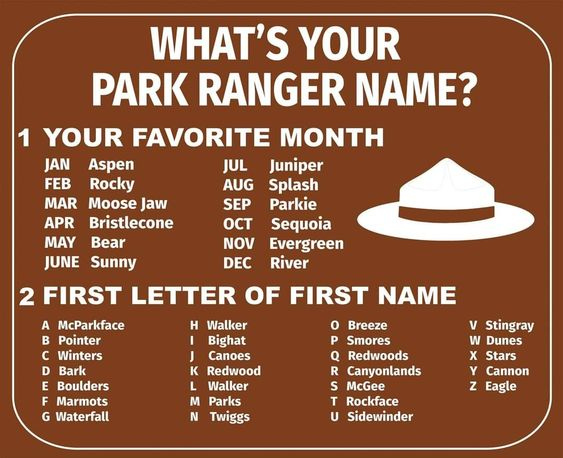 WHAT'S YOUR
PARK RANGER NAME?
1 YOUR FAVORITE MONTH
JAN Aspen
FEB Rocky
MAR Moose Jaw
APR Bristlecone
MAY Bear
JUNE Sunny
JUL Juniper
AUG Splash
SEP Parkie
OCT Sequoia
NOV Evergreen
DEC River
2 FIRST LETTER OF FIRST NAME
A McParkface
B Pointer
C Winters
D Bark
E Boulders
F Marmots
G Waterfall
H Walker
I Bighat
J Canoes
K Redwood
L Walker
M Parks
N Twiggs
O Breeze
P Smores
Q Redwoods
R Canyonlands
S McGee
T Rockface
U Sidewinder
V Stingray
W Dunes
X Stars
Y Cannon
Z Eagle